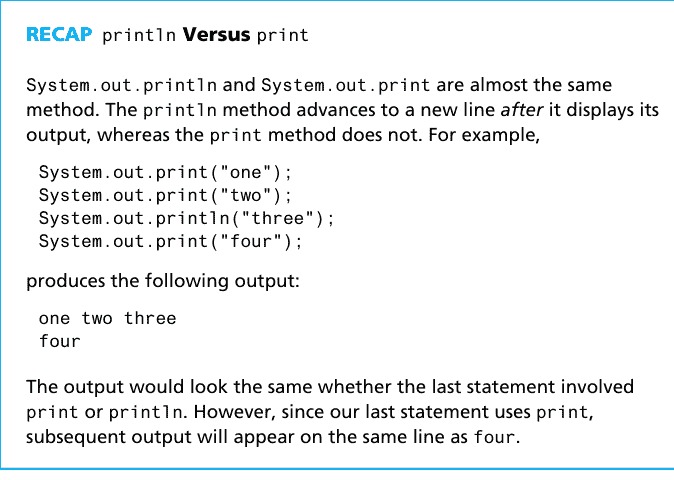 RECAP println Versus print
System.out.println and System.out.print are almost the same
method. The println method advances to a new line after it displays its
output, whereas the print method does not. For example,
System.out.print("one");
System.out.print("two");
System.out.println("three");
System.out.print("four");
produces the following output:
one two three
four
The output would look the same whether the last statement involved
print or println. However, since our last statement uses print,
subsequent output will appear on the same line as four.